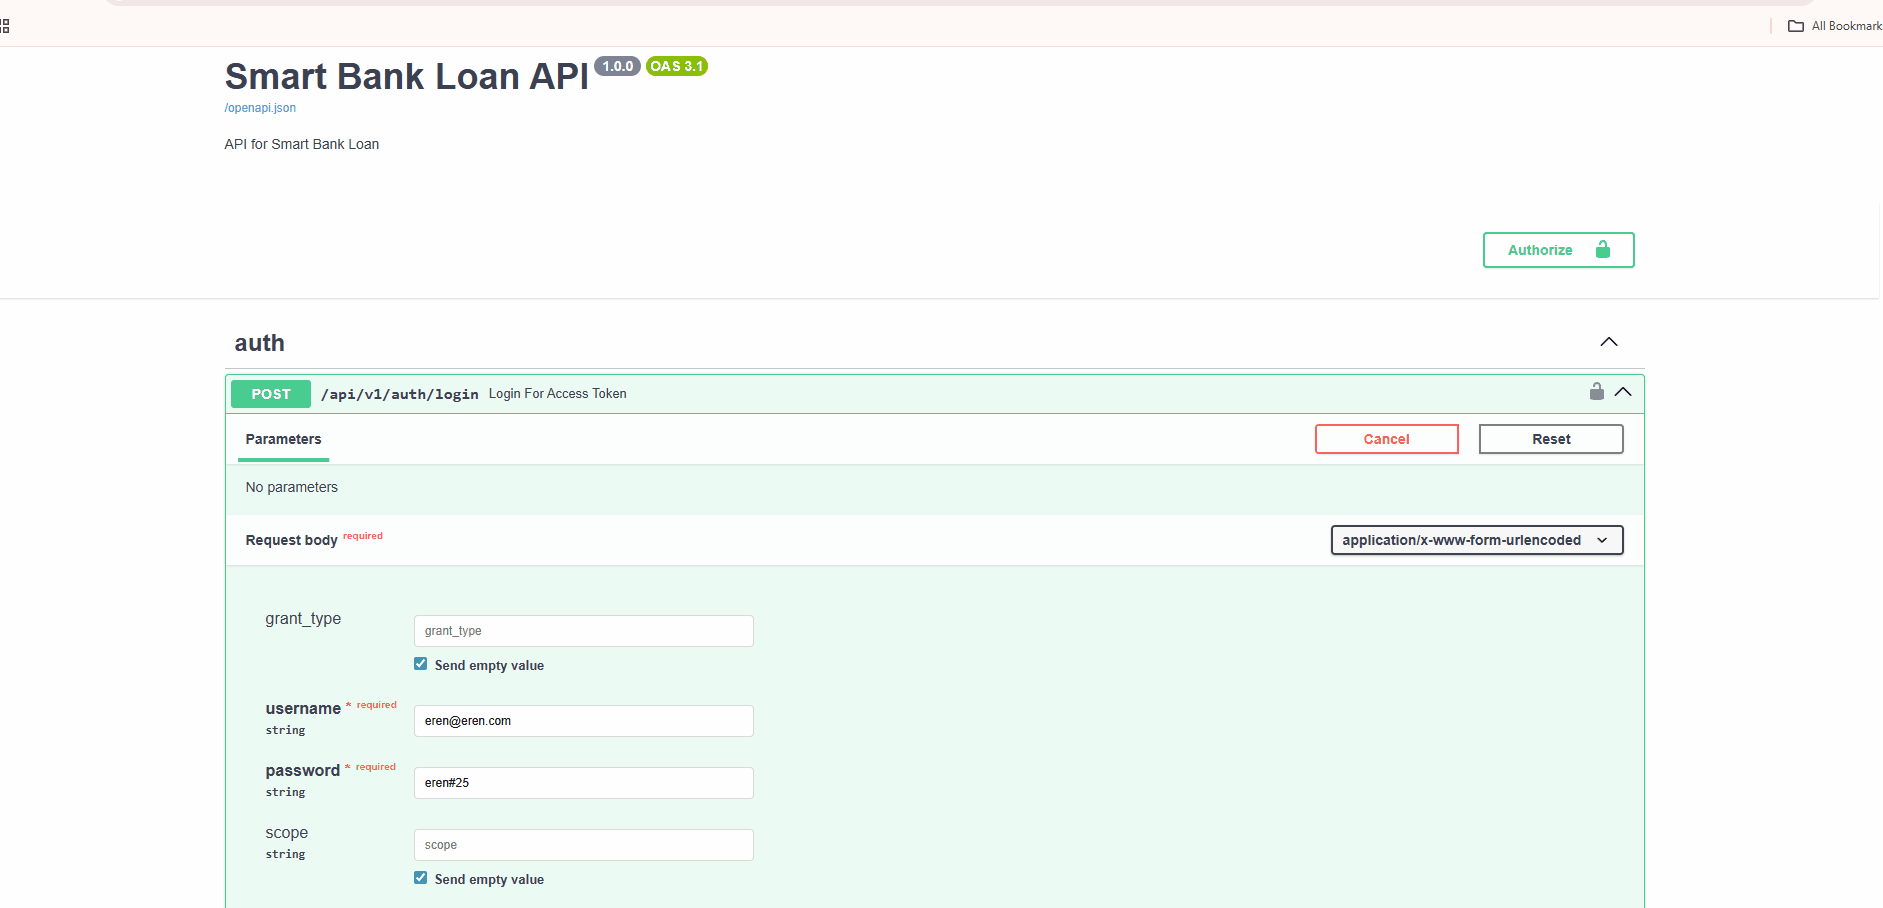 All Bookmark
Smart Bank Loan API 1.0.0 OAS 3.1
/openapi.json
API for Smart Bank Loan
Authorize
auth
POST /api/v1/auth/login Login For Access Token
Parameters Cancel Reset
No parameters
Request body required application/x-www-form-urlencoded
grant_type grant_type
Send empty value
username * required
string eren@eren.com
password * required
string eren#25
scope
string scope
Send empty value